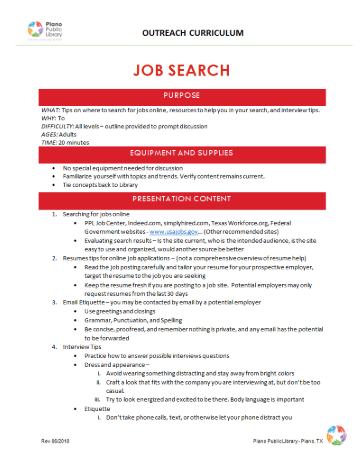 Plano
Public
Library
OUTREACH CURRICULUM
JOB SEARCH
PURPOSE
WHAT: Tips on where to search for jobs online, resources to help you in your search, and interview tips.
WHY: To
DIFFICULTY: All levels – outline provided to prompt discussion
AGES: Adults
TIME: 20 minutes
EQUIPMENT AND SUPPLIES
• No special equipment needed for discussion
• Familiarize yourself with topics and trends. Verify content remains current.
• Tie concepts back to Library
PRESENTATION CONTENT
1. Searching for jobs online
• PPL Job Center, Indeed.com, simplyhired.com, Texas Workforce.org, Federal
Government websites - www.usajobs.gov... (Other recommended sites)
• Evaluating search results – Is the site current, who is the intended audience, is the site
easy to use and organized, would another source be better
2. Resumes tips for online job applications – (not a comprehensive overview of resume help)
• Read the job posting carefully and tailor your resume for your prospective employer,
target the resume to the job you are seeking
• Keep the resume fresh if you are posting to a job site. Potential employers may only
request resumes from the last 30 days
3. Email Etiquette – you may be contacted by email by a potential employer
• Use greetings and closings
• Grammar, Punctuation, and Spelling
• Be concise, proofread, and remember nothing is private, and any email has the potential
to be forwarded
4. Interview Tips
• Practice how to answer possible interviews questions
• Dress and appearance –
i. Avoid wearing something distracting and stay away from bright colors
ii. Craft a look that fits with the company you are interviewing at, but don't be too
casual.
iii. Try to look energized and excited to be there. Body language is important
• Etiquette
i. Don't take phone calls, text, or otherwise let your phone distract you
Rev 08/2018
Plano Public Library - Plano, TX